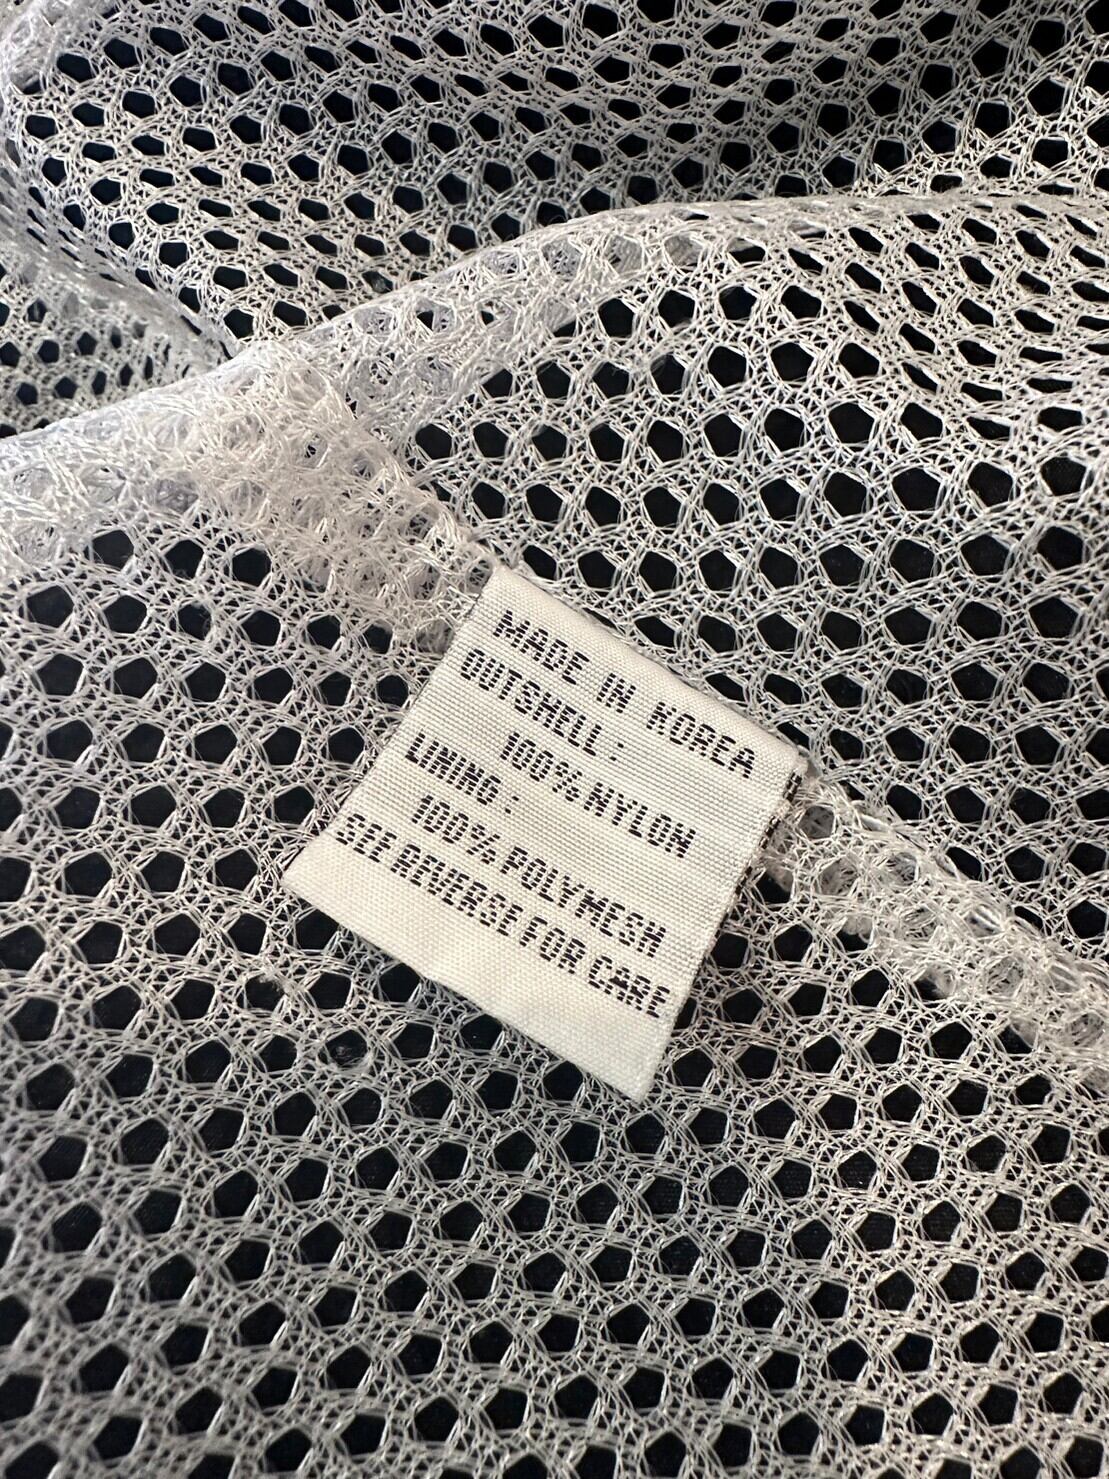 MADE IN KOREA
OUTSHELL:
100% NYLON
LINING:
100% POLYMESH
SEE REVERSE FOR CARE